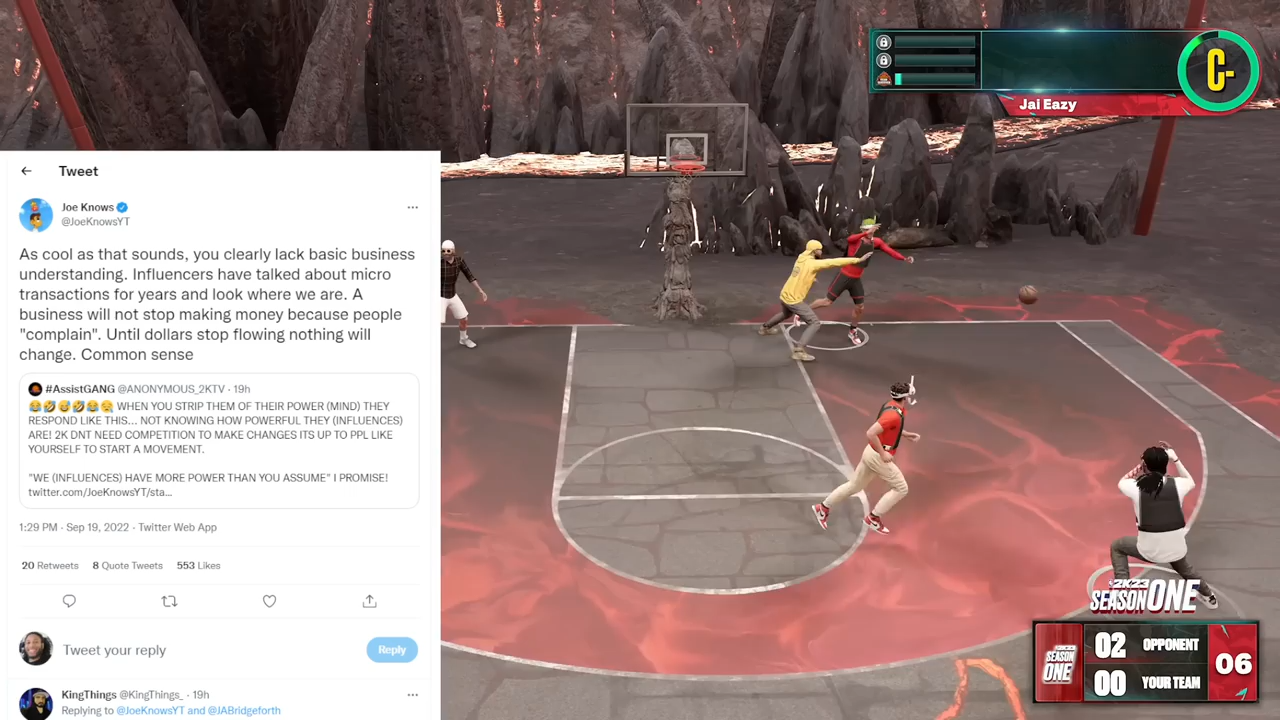 C-
Jai Eazy
Tweet
Joe Knows
@JoeKnowsYT
As cool as that sounds, you clearly lack basic business
understanding. Influencers have talked about micro
transactions for years and look where we are. A
business will not stop making money because people
"complain". Until dollars stop flowing nothing will
change. Common sense
#AssistGANG @ANONYMOUS_2KTV · 19h
😂🤣😅🤣😂😥 WHEN YOU STRIP THEM OF THEIR POWER (MIND) THEY
RESPOND LIKE THIS... NOT KNOWING HOW POWERFUL THEY (INFLUENCES)
ARE! 2K DNT NEED COMPETITION TO MAKE CHANGES ITS UP TO PPL LIKE
YOURSELF TO START A MOVEMENT.
"WE (INFLUENCES) HAVE MORE POWER THAN YOU ASSUME" I PROMISE!
twitter.com/JoeKnowsYT/sta...
1:29 PM · Sep 19, 2022 · Twitter Web App
20 Retweets 8 Quote Tweets 553 Likes
Tweet your reply
Reply
KingThings @KingThings_ · 19h
Replying to @JoeKnowsYT and @JABridgeforth
2K23
SEASON ONE
2K23
SEASON
ONE
02 OPPONENT
00 YOUR TEAM
06